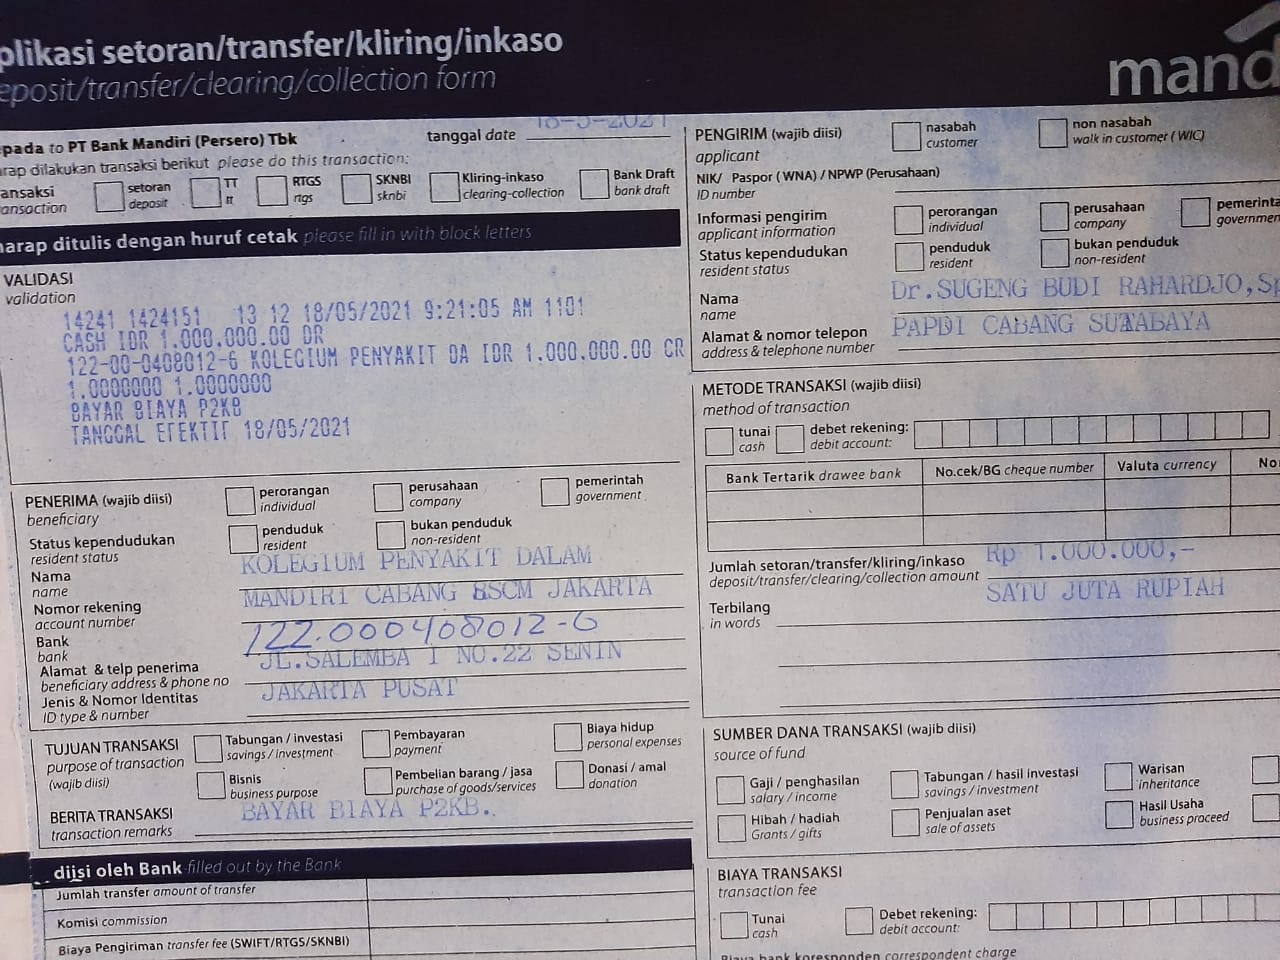 plikasi setoran/transfer/kliring/inkaso
eposit/transfer/clearing/collection form
mand
pada to PT Bank Mandiri (Persero) Tbk
tanggal date 18-5-2021
arap dilakukan transaksi berikut please do this transaction:
ansaksi
ansaction
setoran
deposit
TT
tt
RTGS
rtgs
SKNBI
sknbi
Kliring-inkaso
clearing-collection
Bank Draft
bank draft
harap ditulis dengan huruf cetak please fill in with block letters
VALIDASI
validation
14241 1424151 13 12 18/05/2021 9:21:05 AM 1101
CASH IDR 1.000.000.00 DR
122-00-0408012-6 KOLEGIUM PENYAKIT DA IDR 1.000.000.00 CR
1.0000000 1.0000000
BAYAR BIAYA P2KB
TANGGAL EFEKTIF 18/05/2021
PENERIMA (wajib diisi)
beneficiary
perorangan
individual
perusahaan
company
pemerintah
government
Status kependudukan
resident status
penduduk
resident
bukan penduduk
non-resident
Nama
name
KOLEGIUM PENYAKIT DALAM
Nomor rekening
account number
MANDIRI CABANG RSCM JAKARTA
Bank
bank
122.000408012-6
Alamat & telp penerima
beneficiary address & phone no
JL.SALEMBA I NO.22 SENIN
Jenis & Nomor Identitas
ID type & number
JAKARTA PUSAT
TUJUAN TRANSAKSI
purpose of transaction
(wajib diisi)
Tabungan / investasi
savings / investment
Pembayaran
payment
Biaya hidup
personal expenses
Bisnis
business purpose
Pembelian barang / jasa
purchase of goods/services
Donasi / amal
donation
BERITA TRANSAKSI
transaction remarks
BAYAR BIAYA P2KB.
diisi oleh Bank filled out by the Bank
Jumlah transfer amount of transfer
Komisi commission
Biaya Pengiriman transfer fee (SWIFT/RTGS/SKNBI)
PENGIRIM (wajib diisi)
applicant
nasabah
customer
non nasabah
walk in customer ( WIC)
NIK/ Paspor ( WNA) / NPWP (Perusahaan)
ID number
Informasi pengirim
applicant information
perorangan
individual
perusahaan
company
pemerinta
governmen
Status kependudukan
resident status
penduduk
resident
bukan penduduk
non-resident
Nama
name
Dr.SUGENG BUDI RAHARDJO,Sp
Alamat & nomor telepon
address & telephone number
PAPDI CABANG SURABAYA
METODE TRANSAKSI (wajib diisi)
method of transaction
tunai
cash
debet rekening:
debit account:
Bank Tertarik drawee bank
No.cek/BG cheque number
Valuta currency
No
Jumlah setoran/transfer/kliring/inkaso
deposit/transfer/clearing/collection amount
Rp 1.000.000,-
Terbilang
in words
SATU JUTA RUPIAH
SUMBER DANA TRANSAKSI (wajib diisi)
source of fund
Gaji / penghasilan
salary / income
Tabungan / hasil investasi
savings / investment
Warisan
inheritance
Hibah / hadiah
Grants / gifts
Penjualan aset
sale of assets
Hasil Usaha
business proceed
BIAYA TRANSAKSI
transaction fee
Tunai
cash
Debet rekening:
debit account:
Biaya bank koresponden correspondent charge